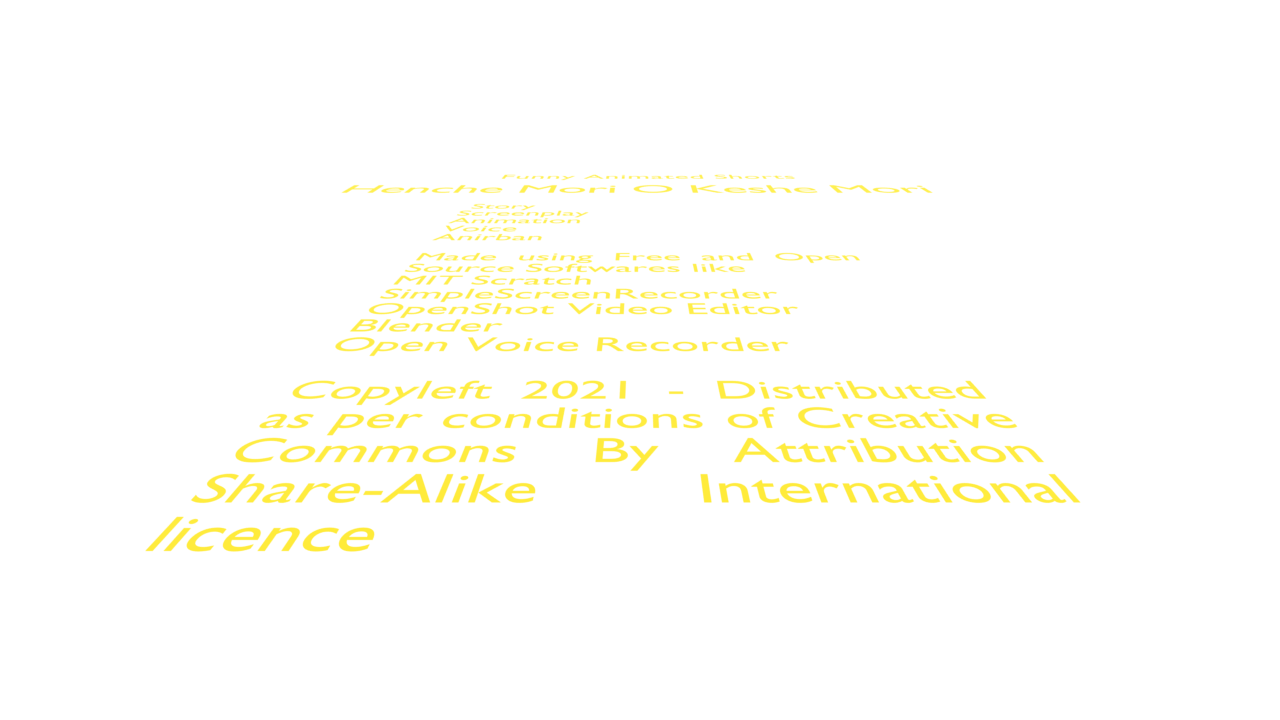 Funny Animated Shorts
Henche Mori O Keshe Mori
Story
Screenplay
Animation
Voice
Anirban
Made using Free and Open
Source Softwares like
MIT Scratch
SimpleScreenRecorder
OpenShot Video Editor
Blender
Open Voice Recorder
Copyleft 2021 - Distributed
as per conditions of Creative
Commons By Attribution
Share-Alike International
licence